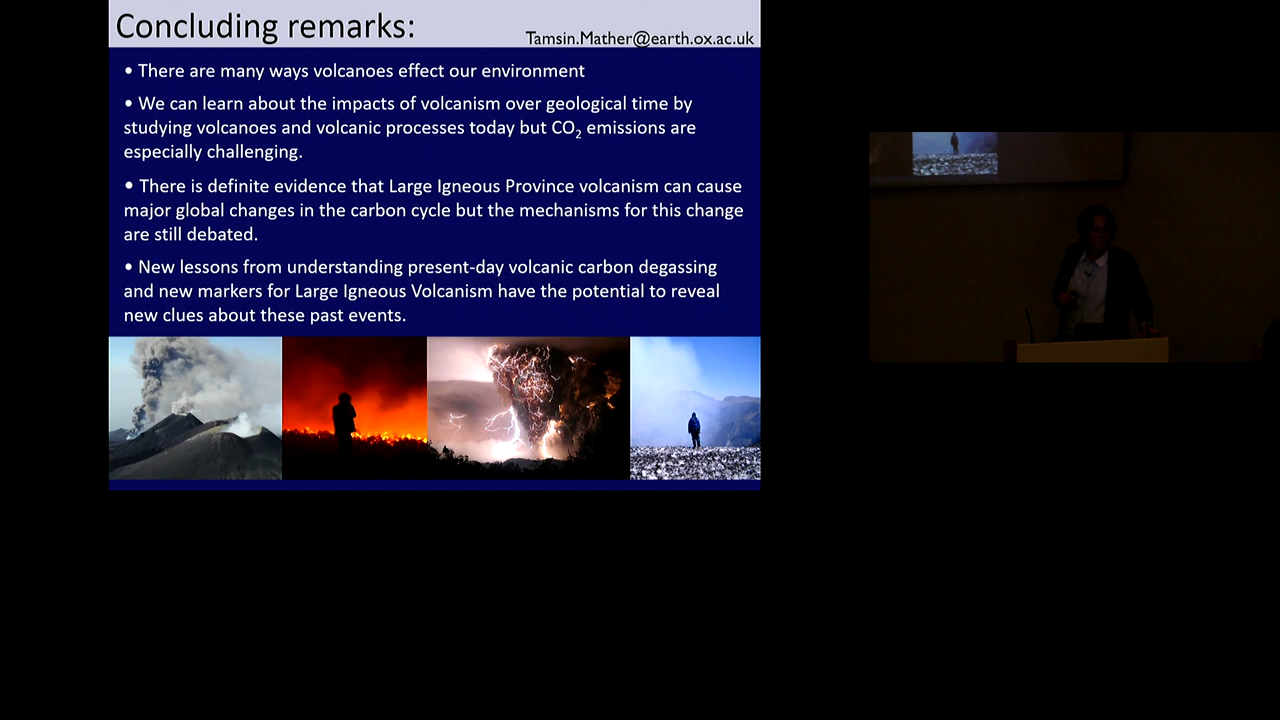 Concluding remarks:
Tamsin.Mather@earth.ox.ac.uk
• There are many ways volcanoes effect our environment
• We can learn about the impacts of volcanism over geological time by
studying volcanoes and volcanic processes today but CO₂ emissions are
especially challenging.
• There is definite evidence that Large Igneous Province volcanism can cause
major global changes in the carbon cycle but the mechanisms for this change
are still debated.
• New lessons from understanding present-day volcanic carbon degassing
and new markers for Large Igneous Volcanism have the potential to reveal
new clues about these past events.